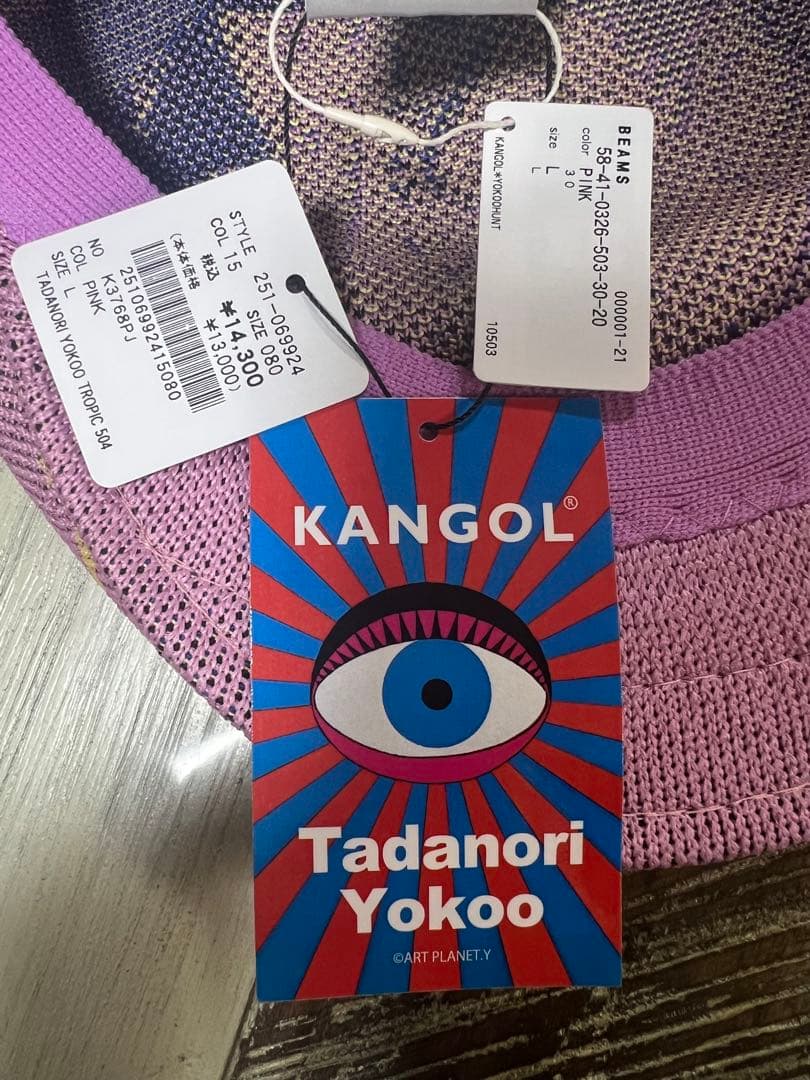 STYLE 251-069924
COL 15 SIZE 080
税込 ¥14,300
(本体価格 ¥13,000)
25106992415080
NO K3768PJ
COL PINK
SIZE L
TADANORI YOKOO TROPIC 504
BEAMS 000001-21
58-41-0326-503-30-20
color PINK
30
size L
L
KANGOL*YOKOOHUNT 10503
KANGOL®
Tadanori
Yokoo
©ART PLANET.Y